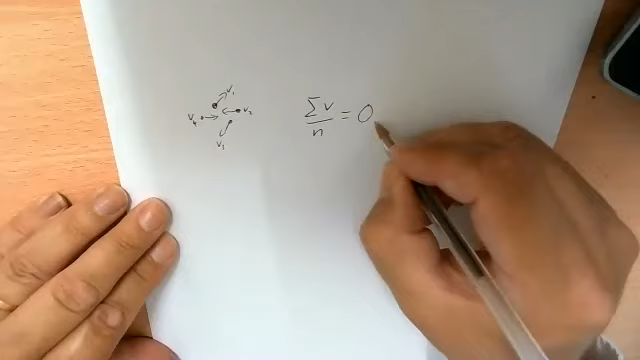 v₁
v₂
v₄
v₃
Σv/n = 0